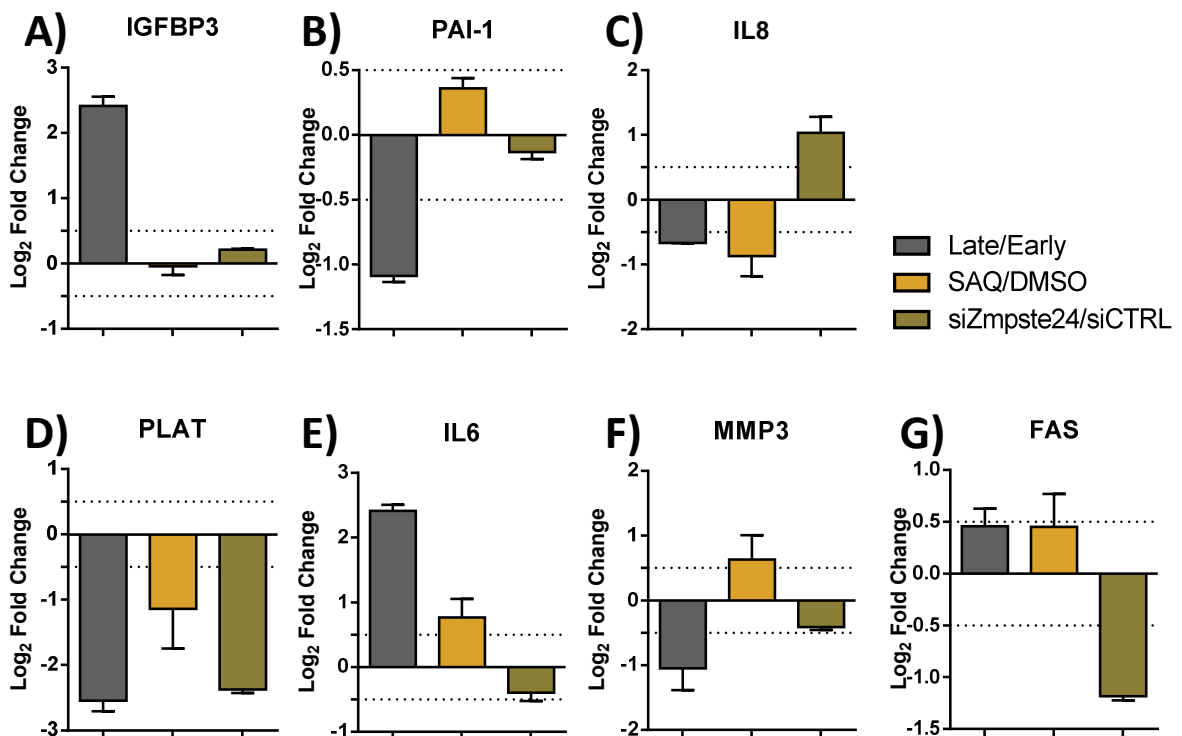 A) IGFBP3
Log2 Fold Change
3
2
1
0
-1
B) PAI-1
Log2 Fold Change
0.5
0.0
-0.5
-1.0
-1.5
C) IL8
Log2 Fold Change
2
1
0
-1
-2
Late/Early
SAQ/DMSO
siZmpste24/siCTRL
D) PLAT
Log2 Fold Change
1
0
-1
-2
-3
E) IL6
Log2 Fold Change
3
2
1
0
-1
F) MMP3
Log2 Fold Change
2
1
0
-1
-2
G) FAS
Log2 Fold Change
1.0
0.5
0.0
-0.5
-1.0
-1.5